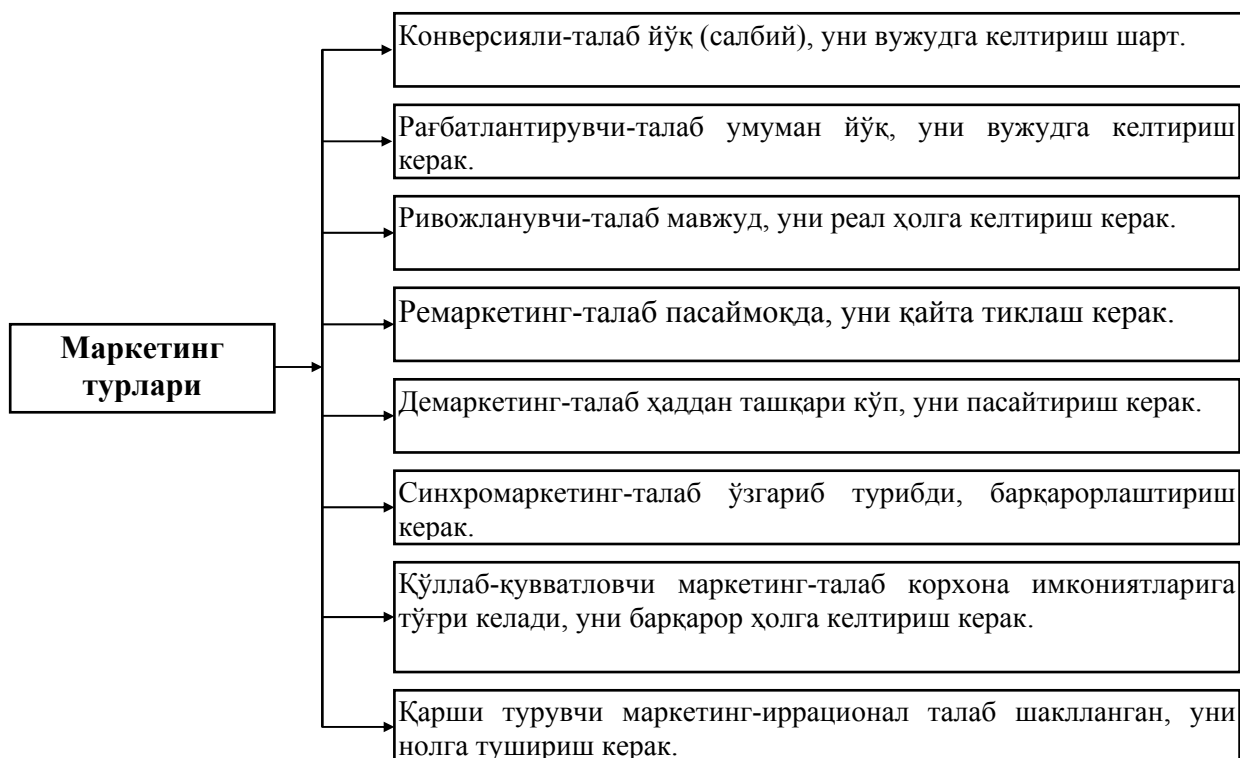 Конверсияли-талаб йўқ (салбий), уни вужудга келтириш шарт.
Рағбатлантирувчи-талаб умуман йўқ, уни вужудга келтириш
керак.
Ривожланувчи-талаб мавжуд, уни реал ҳолга келтириш керак.
Ремаркетинг-талаб пасаймоқда, уни қайта тиклаш керак.
Маркетинг
турлари
Демаркетинг-талаб ҳаддан ташқари кўп, уни пасайтириш керак.
Синхромаркетинг-талаб ўзгариб турибди, барқарорлаштириш
керак.
Қўллаб-қувватловчи маркетинг-талаб корхона имкониятларига
тўғри келади, уни барқарор ҳолга келтириш керак.
Қарши турувчи маркетинг-иррационал талаб шаклланган, уни
нолга тушириш керак.